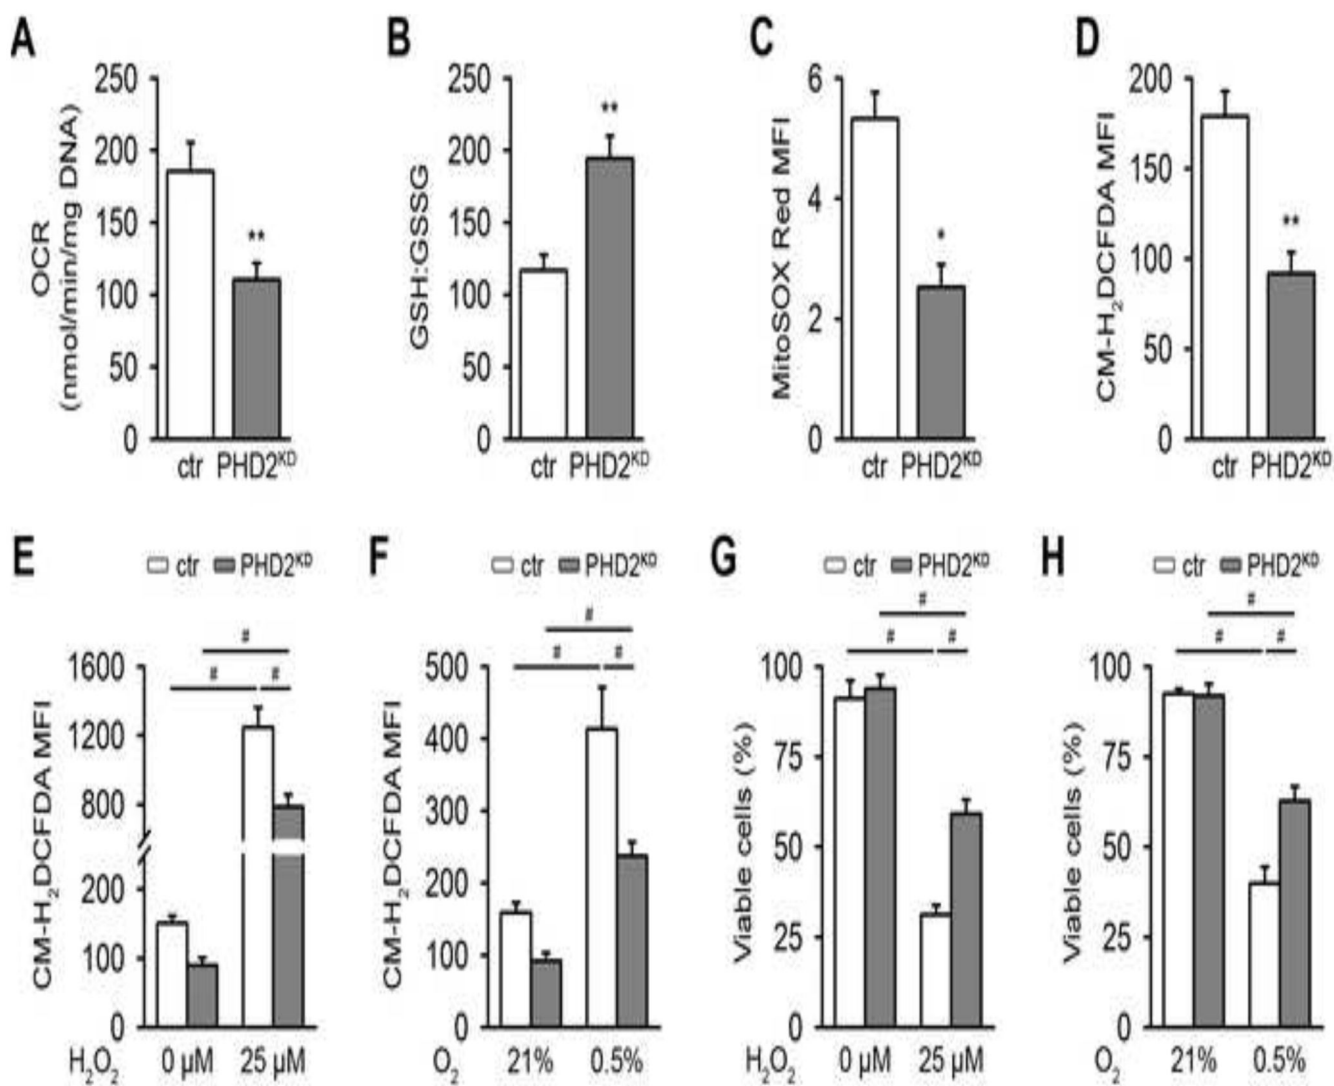 A
OCR
(nmol/min/mg DNA)
250
200
150
100
50
0
**
ctr PHD2ᴷᴰ
B
GSH:GSSG
250
200
150
100
50
0
**
ctr PHD2ᴷᴰ
C
MitoSOX Red MFI
6
4
2
0
*
ctr PHD2ᴷᴰ
D
CM-H₂DCFDA MFI
200
150
100
50
0
**
ctr PHD2ᴷᴰ
E
ctr PHD2ᴷᴰ
CM-H₂DCFDA MFI
1600
1200
800
200
100
0
#
# #
H₂O₂ 0 µM 25 µM
F
ctr PHD2ᴷᴰ
CM-H₂DCFDA MFI
500
400
300
200
100
0
#
# #
O₂ 21% 0.5%
G
ctr PHD2ᴷᴰ
Viable cells (%)
100
75
50
25
0
#
# #
H₂O₂ 0 µM 25 µM
H
ctr PHD2ᴷᴰ
Viable cells (%)
100
75
50
25
0
#
# #
O₂ 21% 0.5%